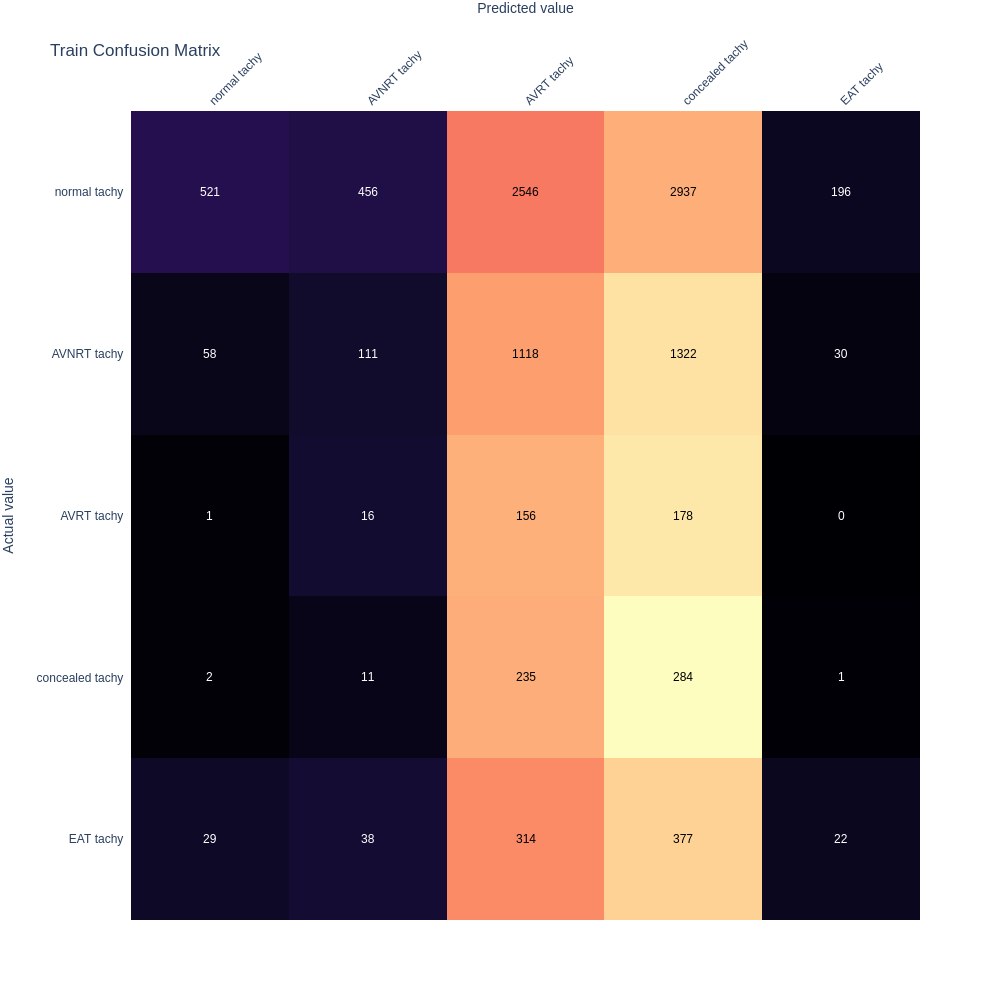 Predicted value
Train Confusion Matrix
normal tachy AVNRT tachy AVRT tachy concealed tachy EAT tachy
normal tachy 521 456 2546 2937 196
AVNRT tachy 58 111 1118 1322 30
AVRT tachy 1 16 156 178 0
concealed tachy 2 11 235 284 1
EAT tachy 29 38 314 377 22
Actual value